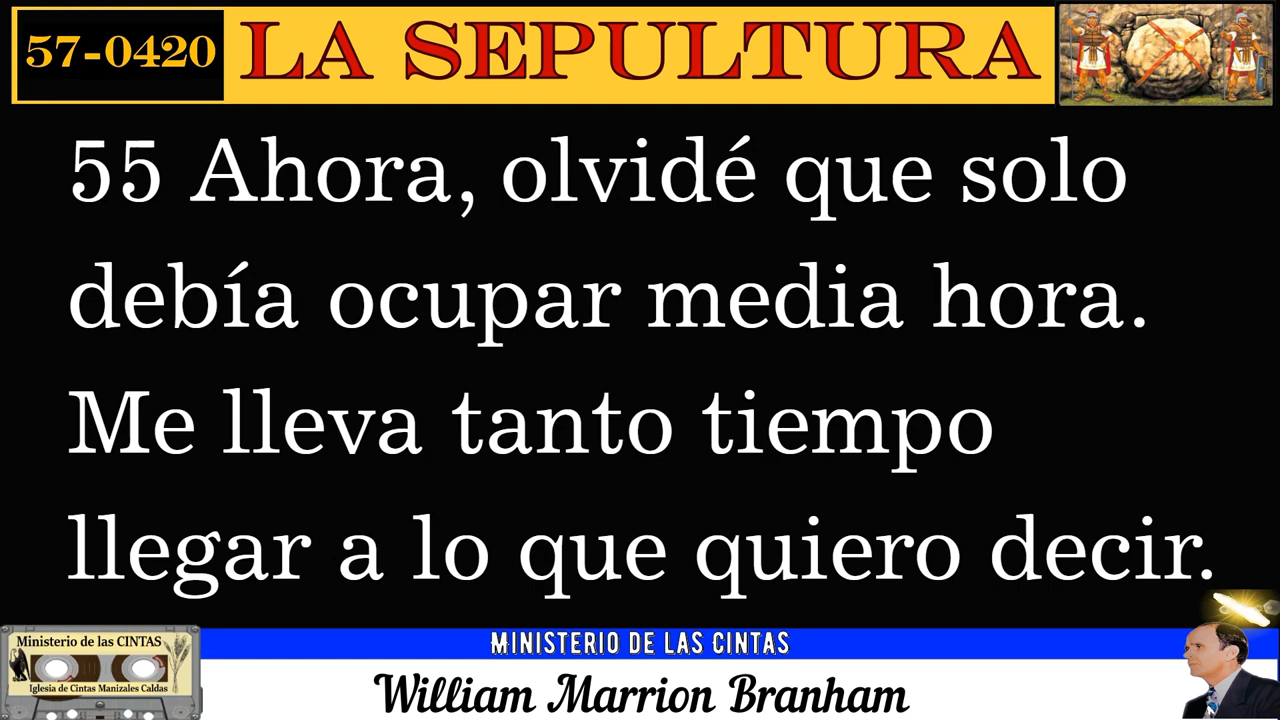 57-0420 LA SEPULTURA
55 Ahora, olvidé que solo
debía ocupar media hora.
Me lleva tanto tiempo
llegar a lo que quiero decir.
MINISTERIO DE LAS CINTAS
Ministerio de las CINTAS
Iglesia de Cintas Manizales Caldas
William Marrion Branham